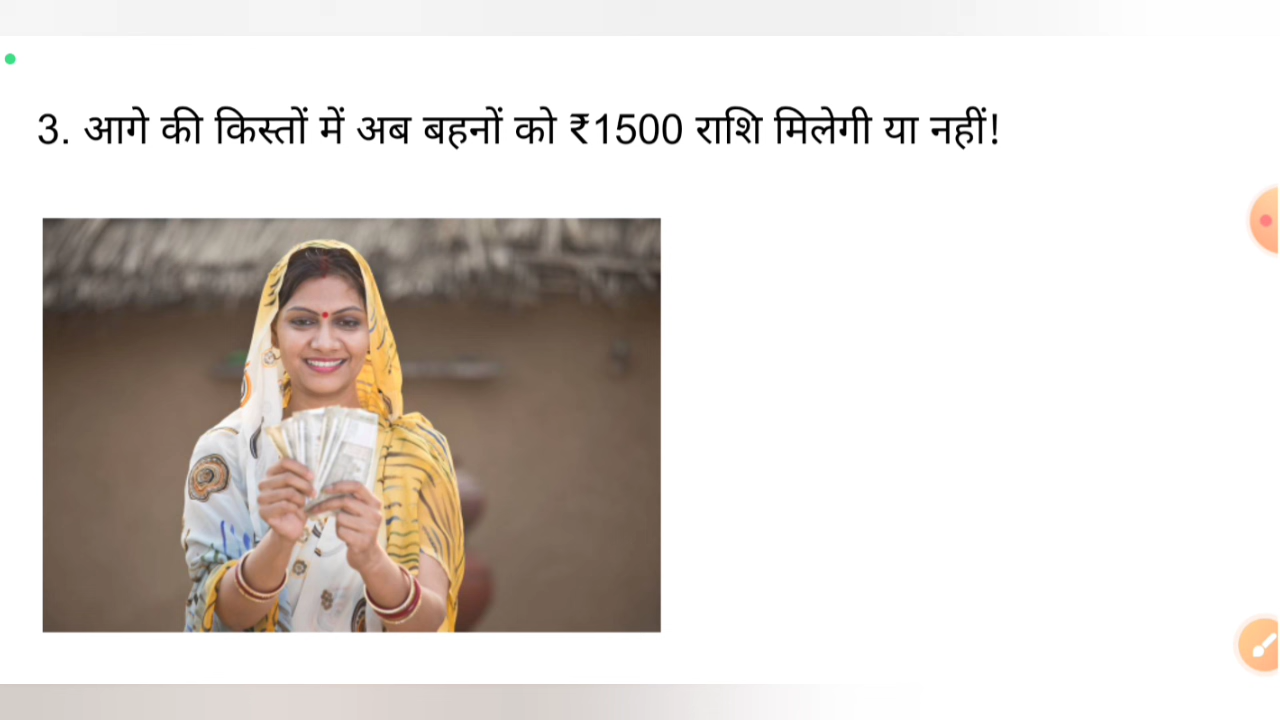 3. आगे की किस्तों में अब बहनों को ₹1500 राशि मिलेगी या नहीं!